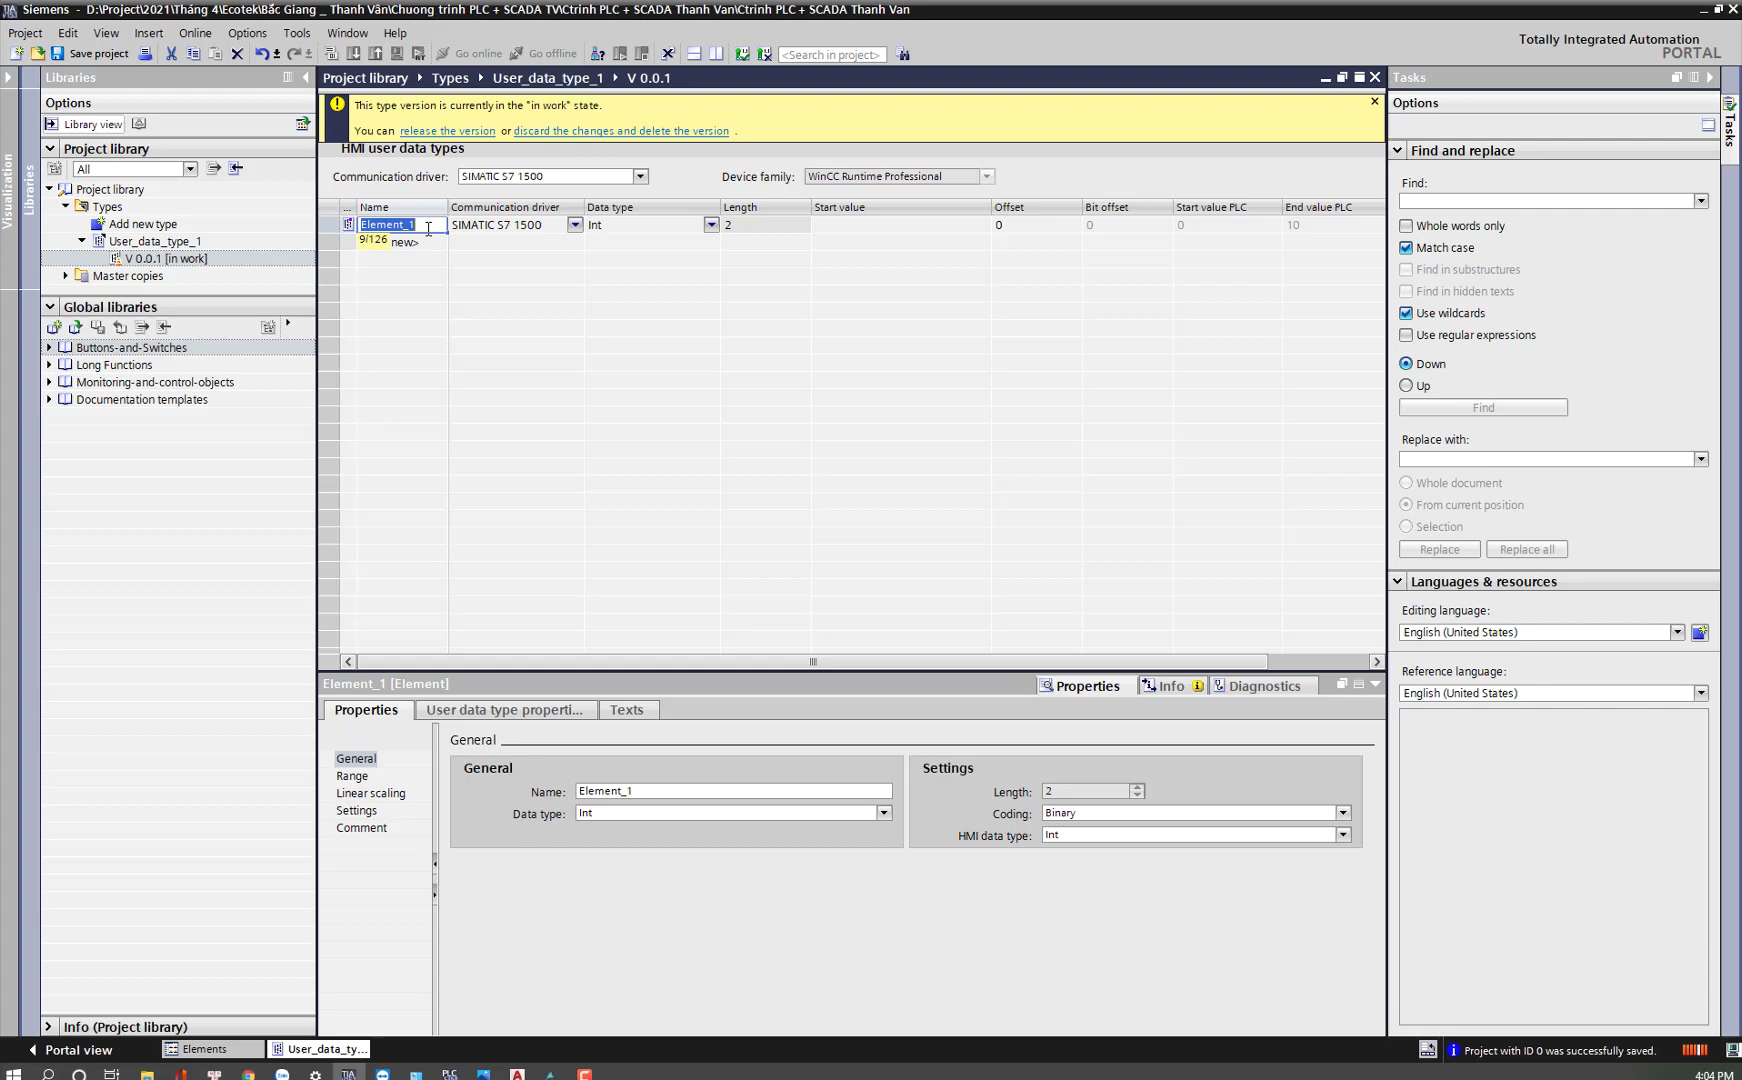 Siemens - D:\Project\2021\Tháng 4\Ecotek\Bắc Giang _ Thanh Vân\Chuong trình PLC + SCADA TV\Ctrinh PLC + SCADA Thanh Van\Ctrinh PLC + SCADA Thanh Van
Project Edit View Insert Online Options Tools Window Help
Save project Go online Go offline <Search in project>
Totally Integrated Automation
PORTAL
Visualization
Libraries
Libraries
Options
Library view
Project library
All
Project library
Types
Add new type
User_data_type_1
V 0.0.1 [in work]
Master copies
Global libraries
Buttons-and-Switches
Long Functions
Monitoring-and-control-objects
Documentation templates
Info (Project library)
Project library Types User_data_type_1 V 0.0.1
This type version is currently in the "in work" state.
You can release the version or discard the changes and delete the version .
HMI user data types
Communication driver: SIMATIC S7 1500 Device family: WinCC Runtime Professional
... Name Communication driver Data type Length Start value Offset Bit offset Start value PLC End value PLC
Element_1 SIMATIC S7 1500 Int 2 0 0 0 10
9/126 new>
Element_1 [Element] Properties Info Diagnostics
Properties User data type properti... Texts
General
Range
Linear scaling
Settings
Comment
General
General
Name: Element_1
Data type: Int
Settings
Length: 2
Coding: Binary
HMI data type: Int
Tasks
Options
Find and replace
Find:
Whole words only
Match case
Find in substructures
Find in hidden texts
Use wildcards
Use regular expressions
Down
Up
Find
Replace with:
Whole document
From current position
Selection
Replace Replace all
Languages & resources
Editing language:
English (United States)
Reference language:
English (United States)
Tasks
Portal view Elements User_data_ty... Project with ID 0 was successfully saved.
4:04 PM